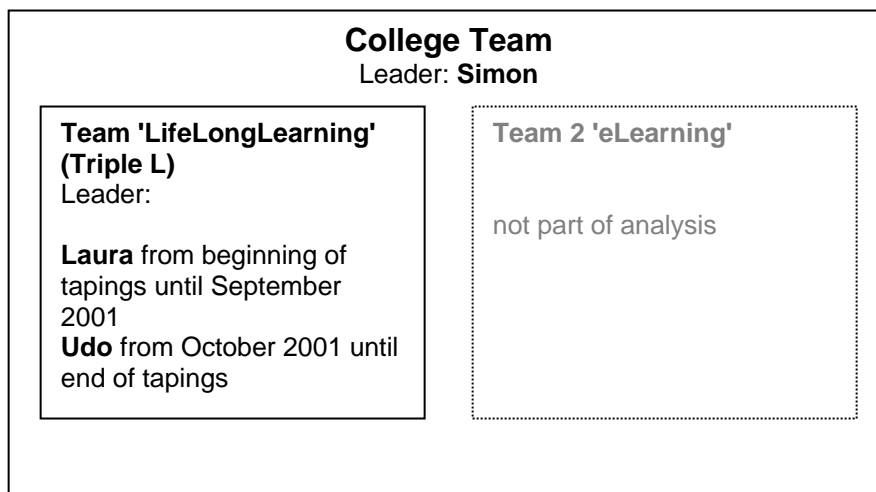 College Team
Leader: Simon
Team 'LifeLongLearning'
(Triple L)
Leader:
Laura from beginning of
tapings until September
2001
Udo from October 2001 until
end of tapings
Team 2 'eLearning'
not part of analysis